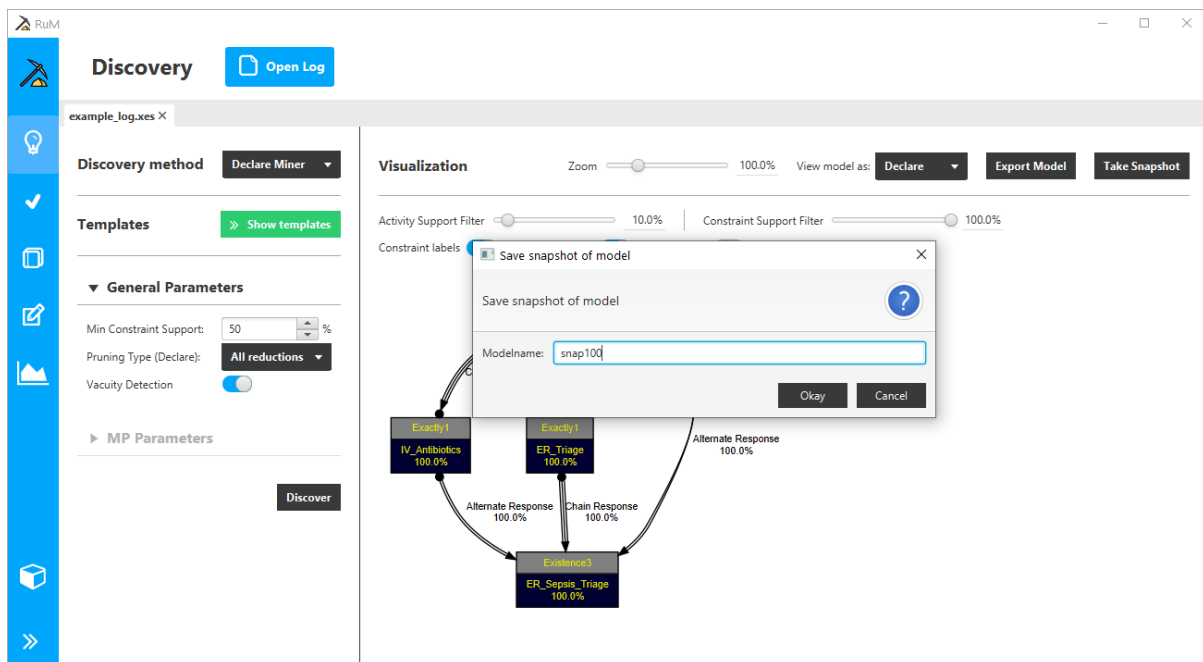 RuM
Discovery
Open Log
example_log.xes
Discovery method
Declare Miner
Visualization
Zoom
100.0%
View model as:
Declare
Export Model
Take Snapshot
Templates
Show templates
Activity Support Filter
10.0%
Constraint Support Filter
100.0%
Constraint labels
Save snapshot of model
Save snapshot of model
?
Modelname:
snap100
Okay
Cancel
General Parameters
Min Constraint Support:
50
%
Pruning Type (Declare):
All reductions
Vacuity Detection
MP Parameters
Discover
Exactly1
IV_Antibiotics
100.0%
Exactly1
ER_Triage
100.0%
Alternate Response
100.0%
Alternate Response
100.0%
Chain Response
100.0%
Existence3
ER_Sepsis_Triage
100.0%